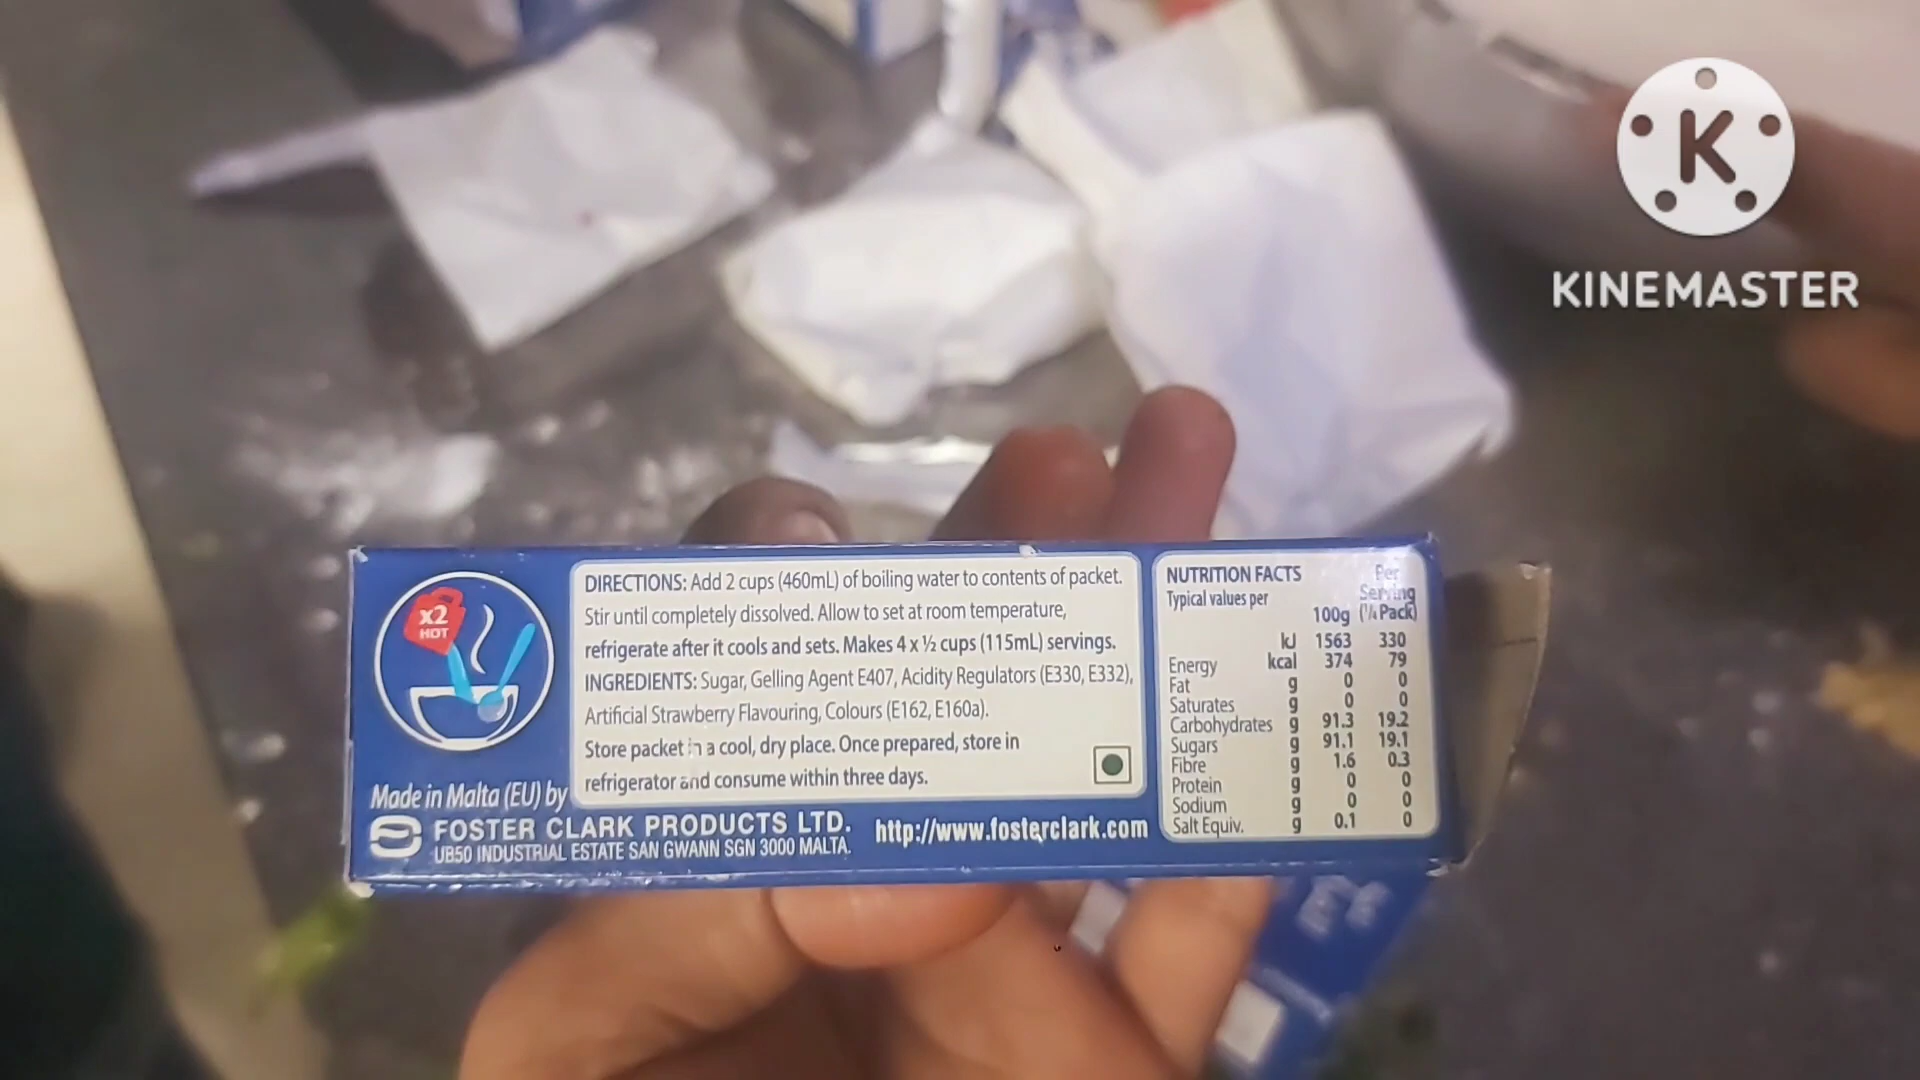 KINEMASTER
x2
HOT
DIRECTIONS: Add 2 cups (460mL) of boiling water to contents of packet.
Stir until completely dissolved. Allow to set at room temperature,
refrigerate after it cools and sets. Makes 4 x ½ cups (115mL) servings.
INGREDIENTS: Sugar, Gelling Agent E407, Acidity Regulators (E330, E332),
Artificial Strawberry Flavouring, Colours (E162, E160a).
Store packet in a cool, dry place. Once prepared, store in
refrigerator and consume within three days.
Made in Malta (EU) by
FOSTER CLARK PRODUCTS LTD.
UB50 INDUSTRIAL ESTATE SAN GWANN SGN 3000 MALTA.
http://www.fosterclark.com
NUTRITION FACTS Per
Typical values per Serving
100g (¼ Pack)
kJ 1563 330
Energy kcal 374 79
Fat g 0 0
Saturates g 0 0
Carbohydrates g 91.3 19.2
Sugars g 91.1 19.1
Fibre g 1.6 0.3
Protein g 0 0
Sodium g 0 0
Salt Equiv. g 0.1 0